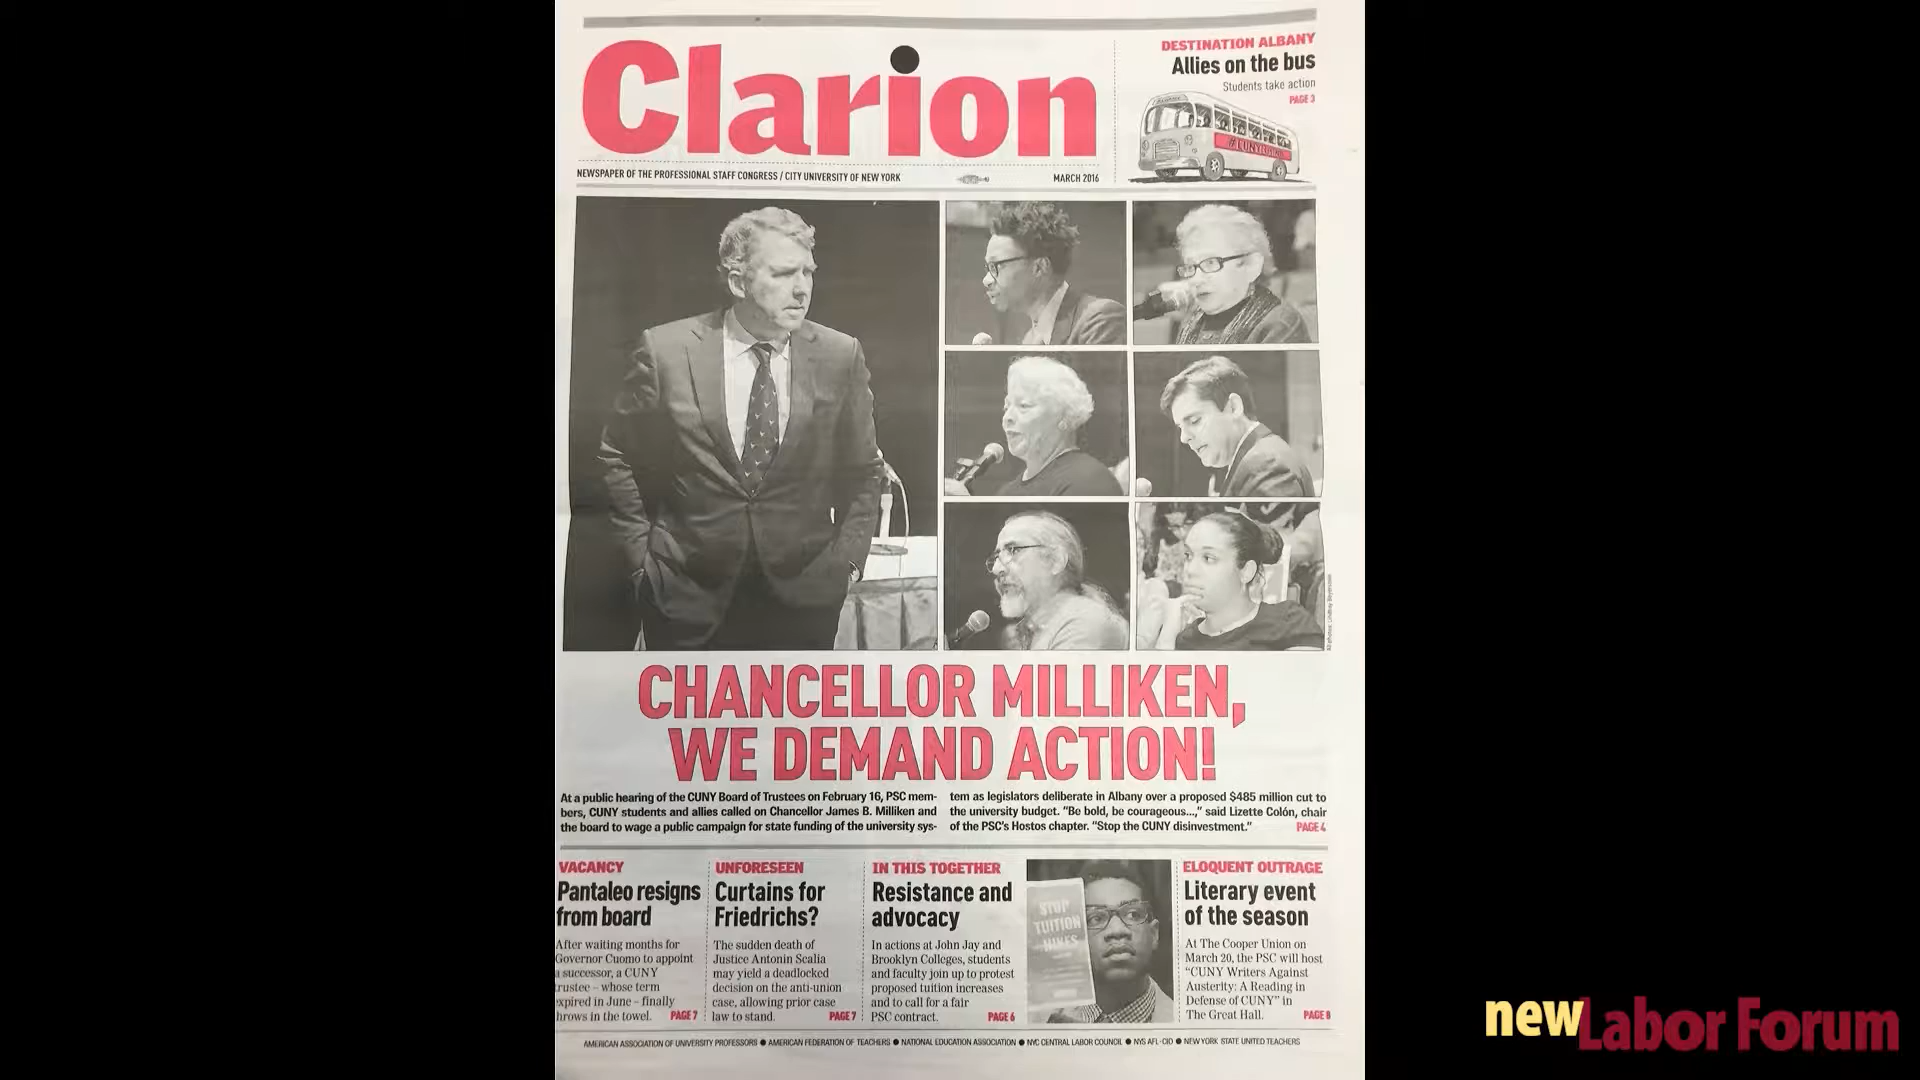 Clarion
DESTINATION ALBANY
Allies on the bus
Students take action
PAGE 3
NEWSPAPER OF THE PROFESSIONAL STAFF CONGRESS / CITY UNIVERSITY OF NEW YORK
MARCH 2016
CHANCELLOR MILLIKEN,
WE DEMAND ACTION!
At a public hearing of the CUNY Board of Trustees on February 16, PSC mem-
bers, CUNY students and allies called on Chancellor James B. Milliken and
the board to wage a public campaign for state funding of the university sys-
tem as legislators deliberate in Albany over a proposed $485 million cut to
the university budget. "Be bold, be courageous...," said Lizette Colón, chair
of the PSC's Hostos chapter. "Stop the CUNY disinvestment."
PAGE 4
VACANCY
Pantaleo resigns
from board
After waiting months for
Governor Cuomo to appoint
a successor, a CUNY
trustee – whose term
expired in June – finally
throws in the towel.
PAGE 7
UNFORESEEN
Curtains for
Friedrichs?
The sudden death of
Justice Antonin Scalia
may yield a deadlocked
decision on the anti-union
case, allowing prior case
law to stand.
PAGE 7
IN THIS TOGETHER
Resistance and
advocacy
In actions at John Jay and
Brooklyn Colleges, students
and faculty join up to protest
proposed tuition increases
and to call for a fair
PSC contract.
PAGE 6
STOP
TUITION
HIKES
ELOQUENT OUTRAGE
Literary event
of the season
At The Cooper Union on
March 20, the PSC will host
"CUNY Writers Against
Austerity: A Reading in
Defense of CUNY" in
The Great Hall.
PAGE 8
AMERICAN ASSOCIATION OF UNIVERSITY PROFESSORS ● AMERICAN FEDERATION OF TEACHERS ● NATIONAL EDUCATION ASSOCIATION ● NYC CENTRAL LABOR COUNCIL ● NYS AFL-CIO ● NEW YORK STATE UNITED TEACHERS
new Labor Forum